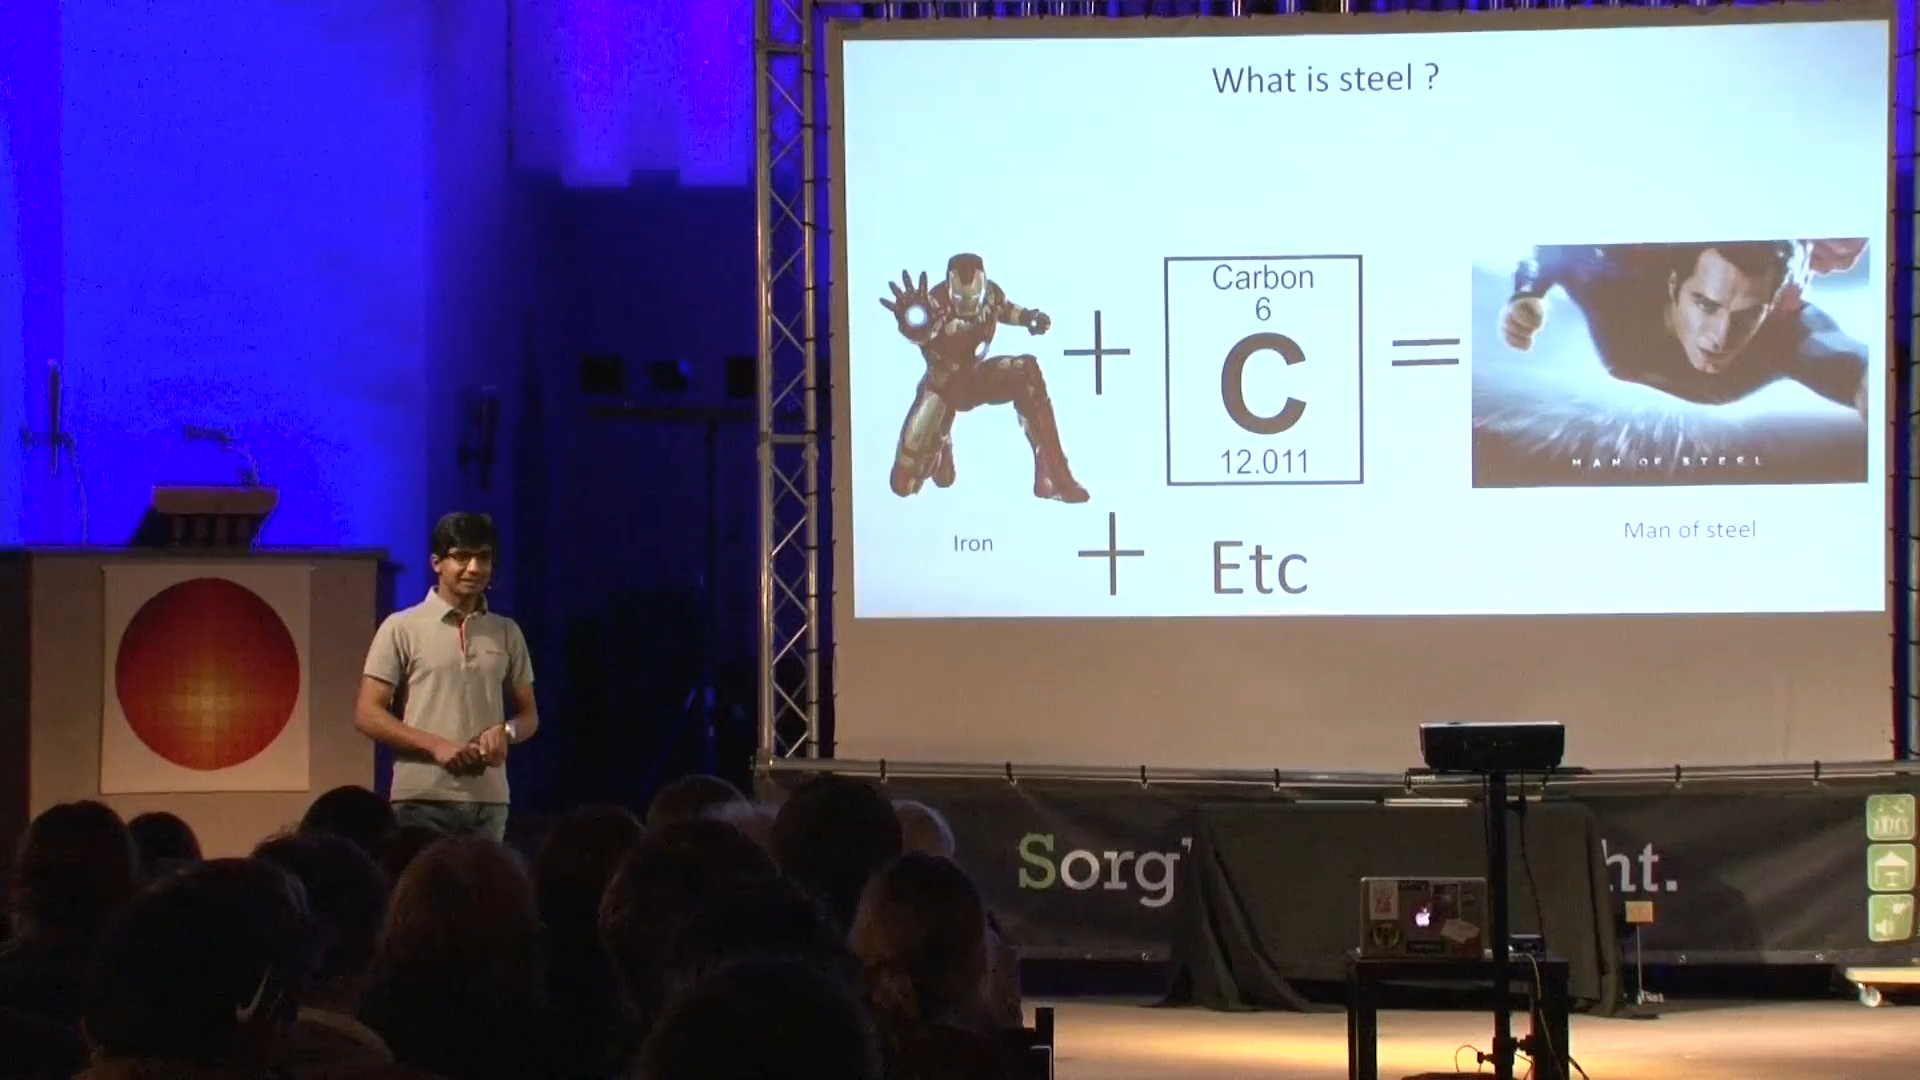 What is steel ?
Carbon
6
C
12.011
+
=
MAN OF STEEL
Iron
Man of steel
+
Etc
Sorg
ht.